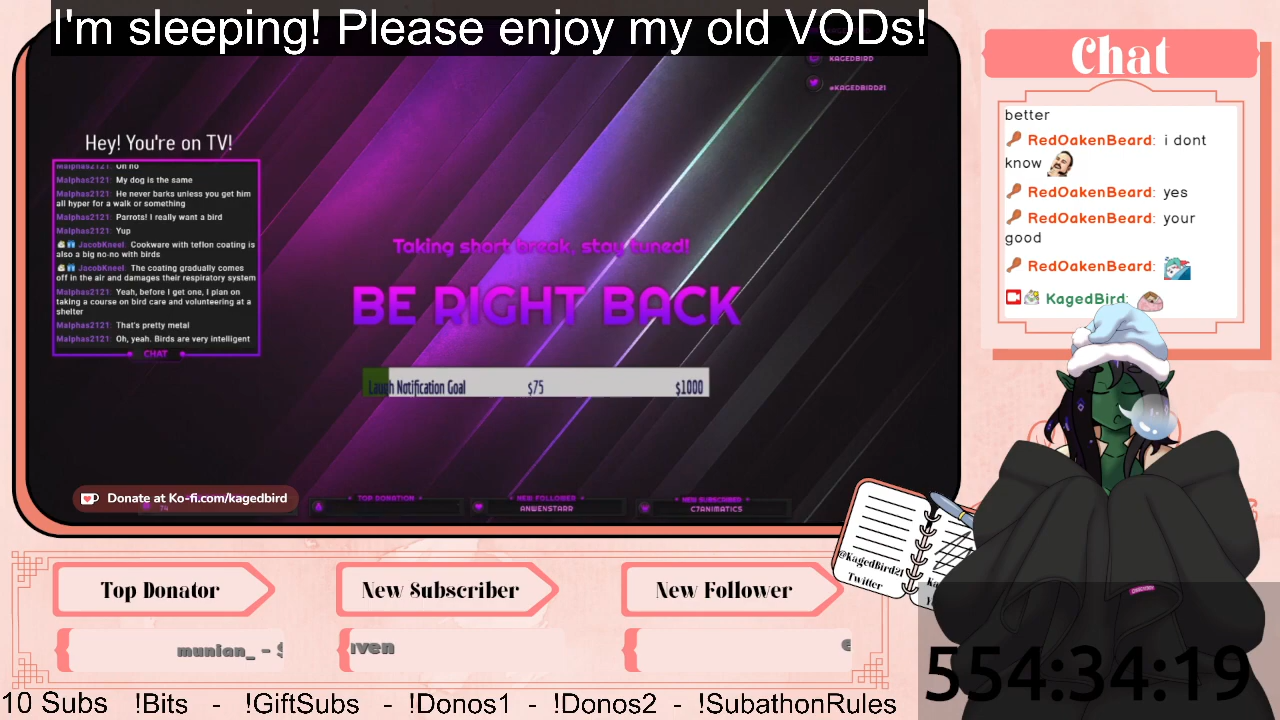 I'm sleeping! Please enjoy my old VODs!
KAGEDBIRD
@KAGEDBIRD21
Hey! You're on TV!
Malphas2121: Oh no
Malphas2121: My dog is the same
Malphas2121: He never barks unless you get him
all hyper for a walk or something
Malphas2121: Parrots! I really want a bird
Malphas2121: Yup
JacobKneel: Cookware with teflon coating is
also a big no-no with birds
JacobKneel: The coating gradually comes
off in the air and damages their respiratory system
Malphas2121: Yeah, before I get one, I plan on
taking a course on bird care and volunteering at a
shelter
Malphas2121: That's pretty metal
Malphas2121: Oh, yeah. Birds are very intelligent
CHAT
Taking short break, stay tuned!
BE RIGHT BACK
Laugh Notification Goal $75 $1000
Donate at Ko-fi.com/kagedbird
TOP DONATION
NEW FOLLOWER
ANWENSTARR
NEW SUBSCRIBER
C7ANIMATICS
Chat
better
RedOakenBeard: i dont
know
RedOakenBeard: yes
RedOakenBeard: your
good
RedOakenBeard:
KagedBird:
@KagedBird21
Twitter
Top Donator
New Subscriber
New Follower
munian_ - $
iven
e
554:34:19
10 Subs !Bits - !GiftSubs - !Donos1 - !Donos2 - !SubathonRules